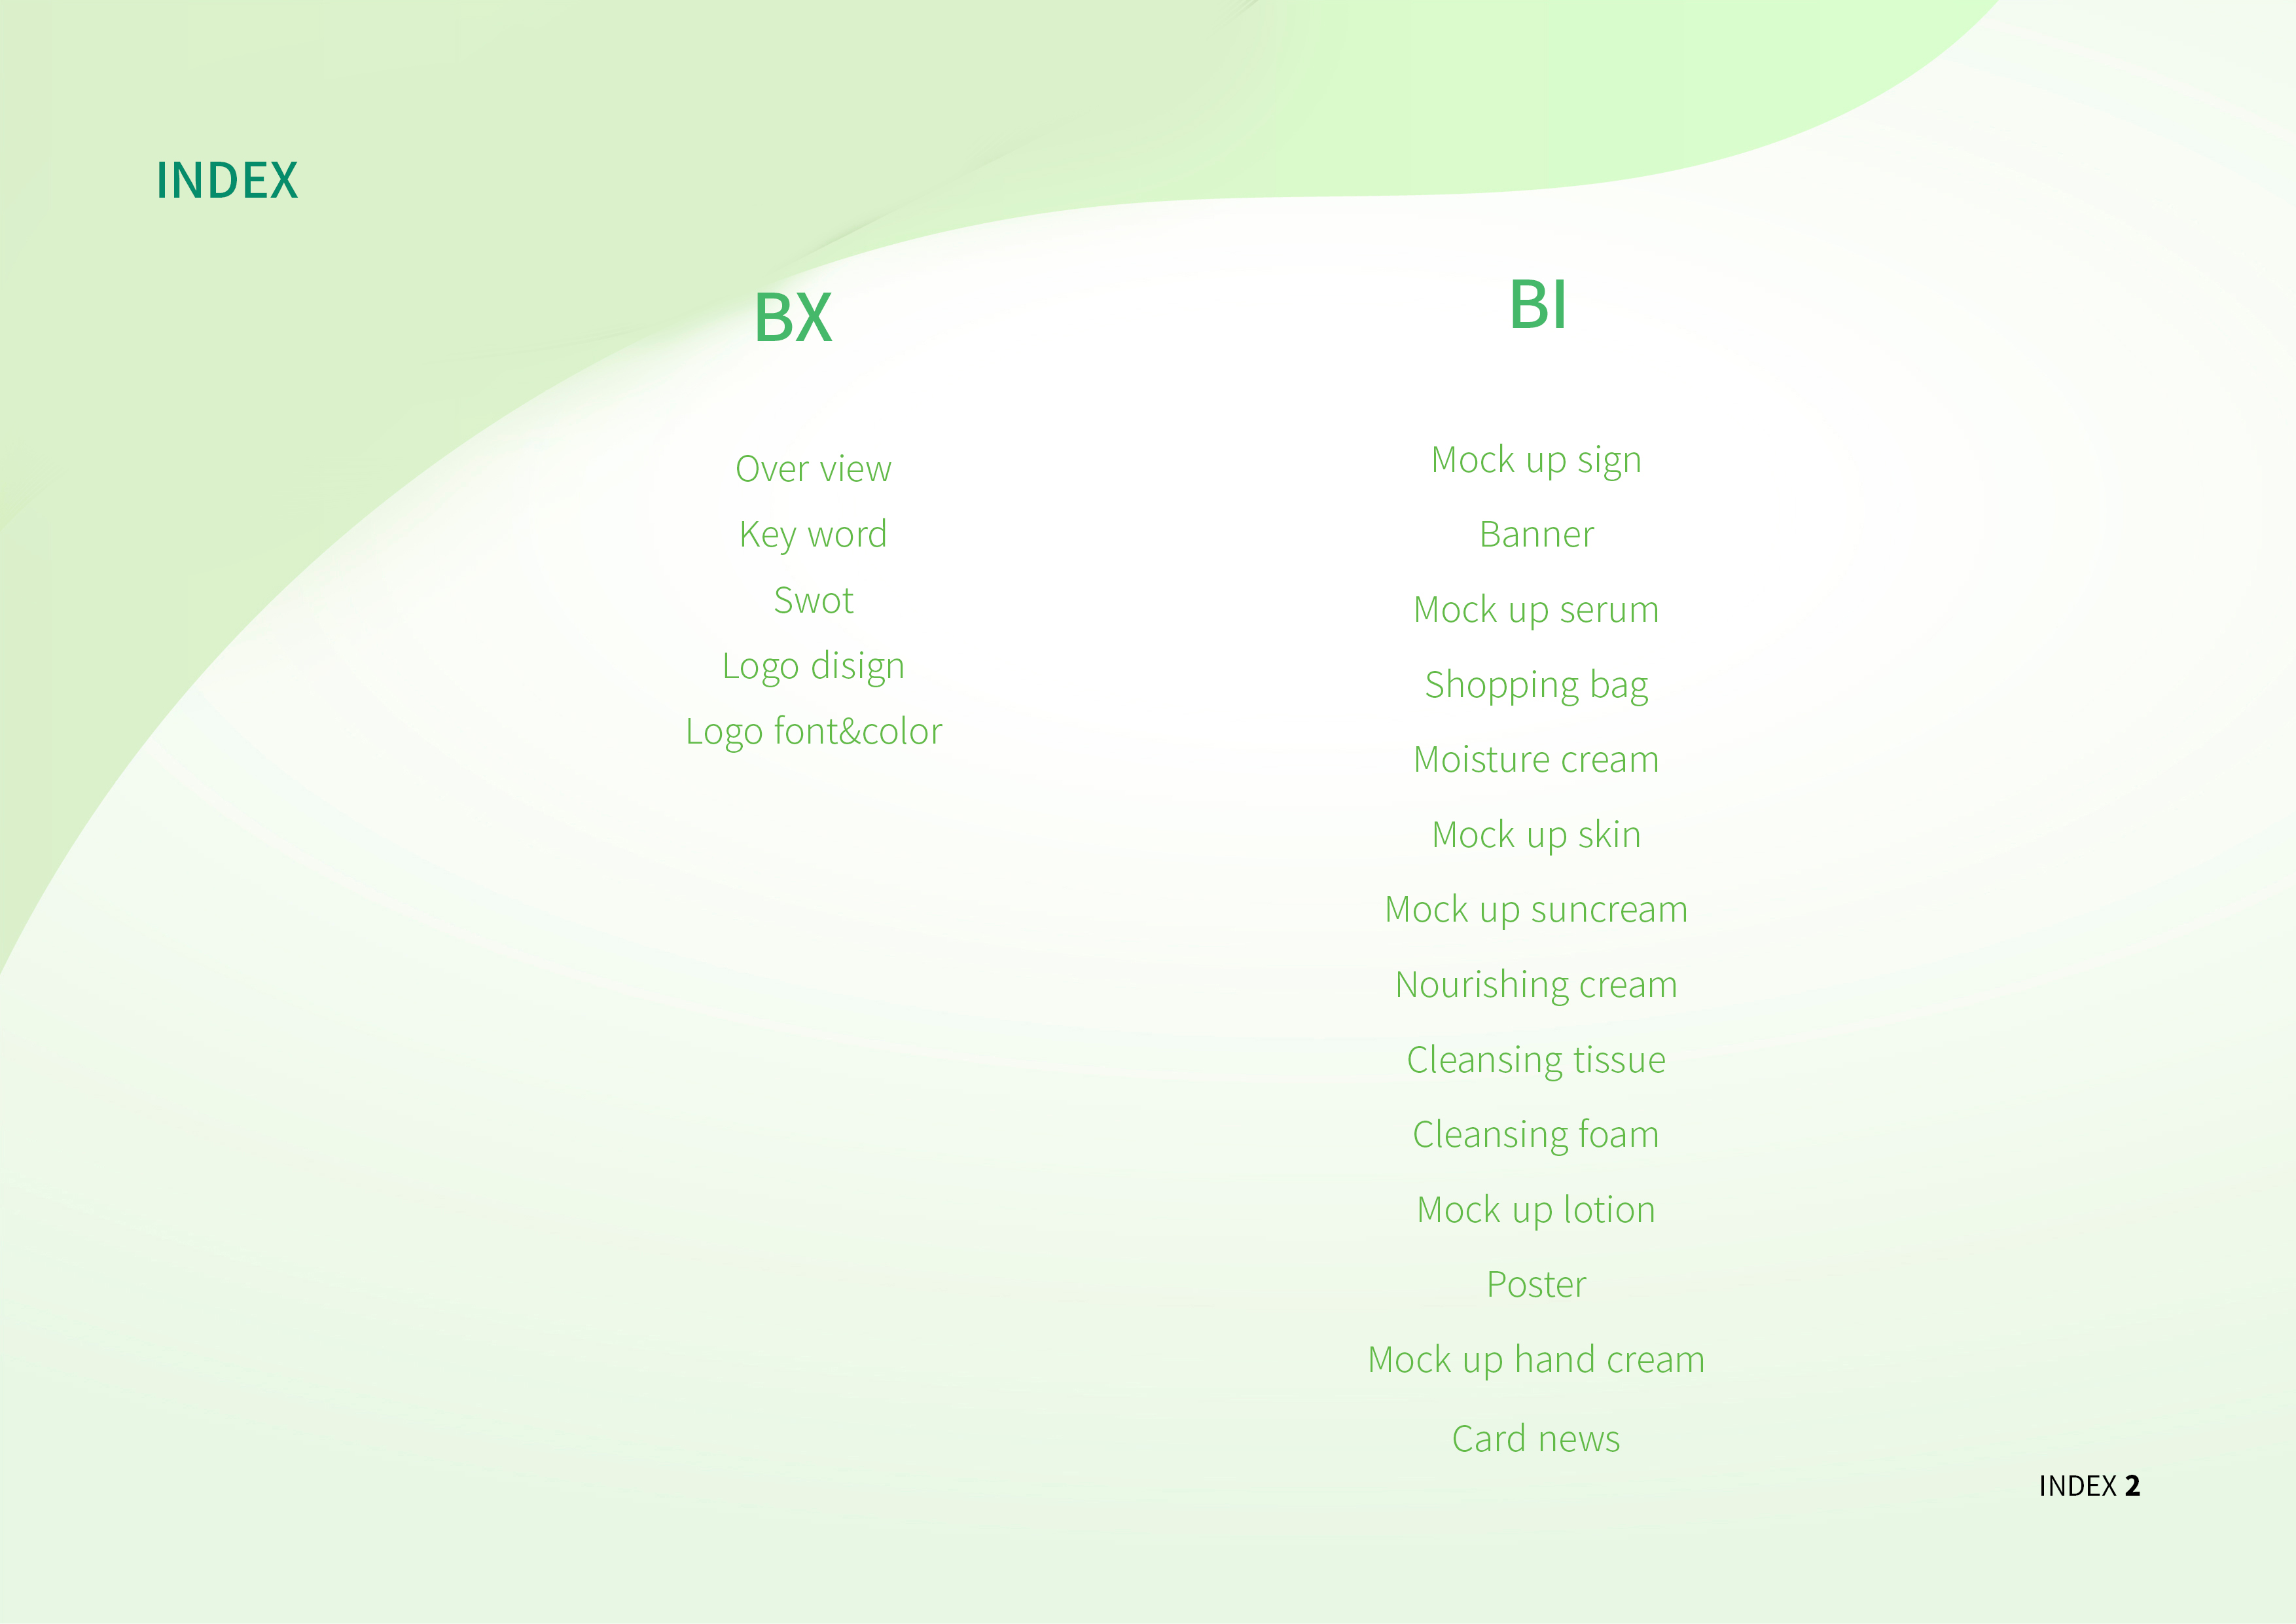 INDEX
BX
Over view
Key word
Swot
Logo disign
Logo font&color
BI
Mock up sign
Banner
Mock up serum
Shopping bag
Moisture cream
Mock up skin
Mock up suncream
Nourishing cream
Cleansing tissue
Cleansing foam
Mock up lotion
Poster
Mock up hand cream
Card news
INDEX 2